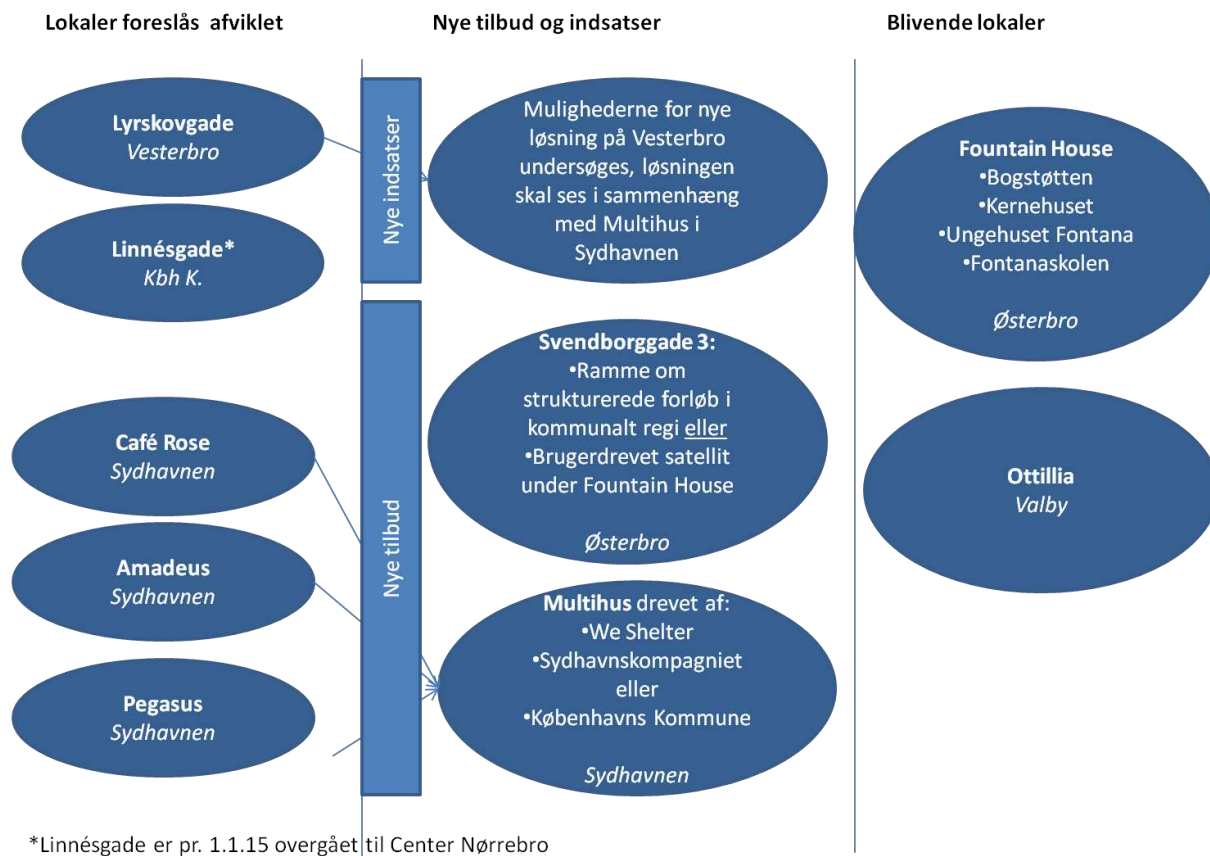 Lokaler foreslås afviklet
Nye tilbud og indsatser
Blivende lokaler
Lyrskovgade
Vesterbro
Linnésgade*
Kbh K.
Café Rose
Sydhavnen
Amadeus
Sydhavnen
Pegasus
Sydhavnen
Nye indsatser
Nye tilbud
Mulighederne for nye
løsning på Vesterbro
undersøges, løsningen
skal ses i sammenhæng
med Multihus i
Sydhavnen
Svendborggade 3:
•Ramme om
strukturerede forløb i
kommunalt regi eller
•Brugerdrevet satellit
under Fountain House
Østerbro
Multihus drevet af:
•We Shelter
•Sydhavnskompagniet
eller
•Københavns Kommune
Sydhavnen
Fountain House
•Bogstøtten
•Kernehuset
•Ungehuset Fontana
•Fontanaskolen
Østerbro
Ottillia
Valby
*Linnésgade er pr. 1.1.15 overgået til Center Nørrebro